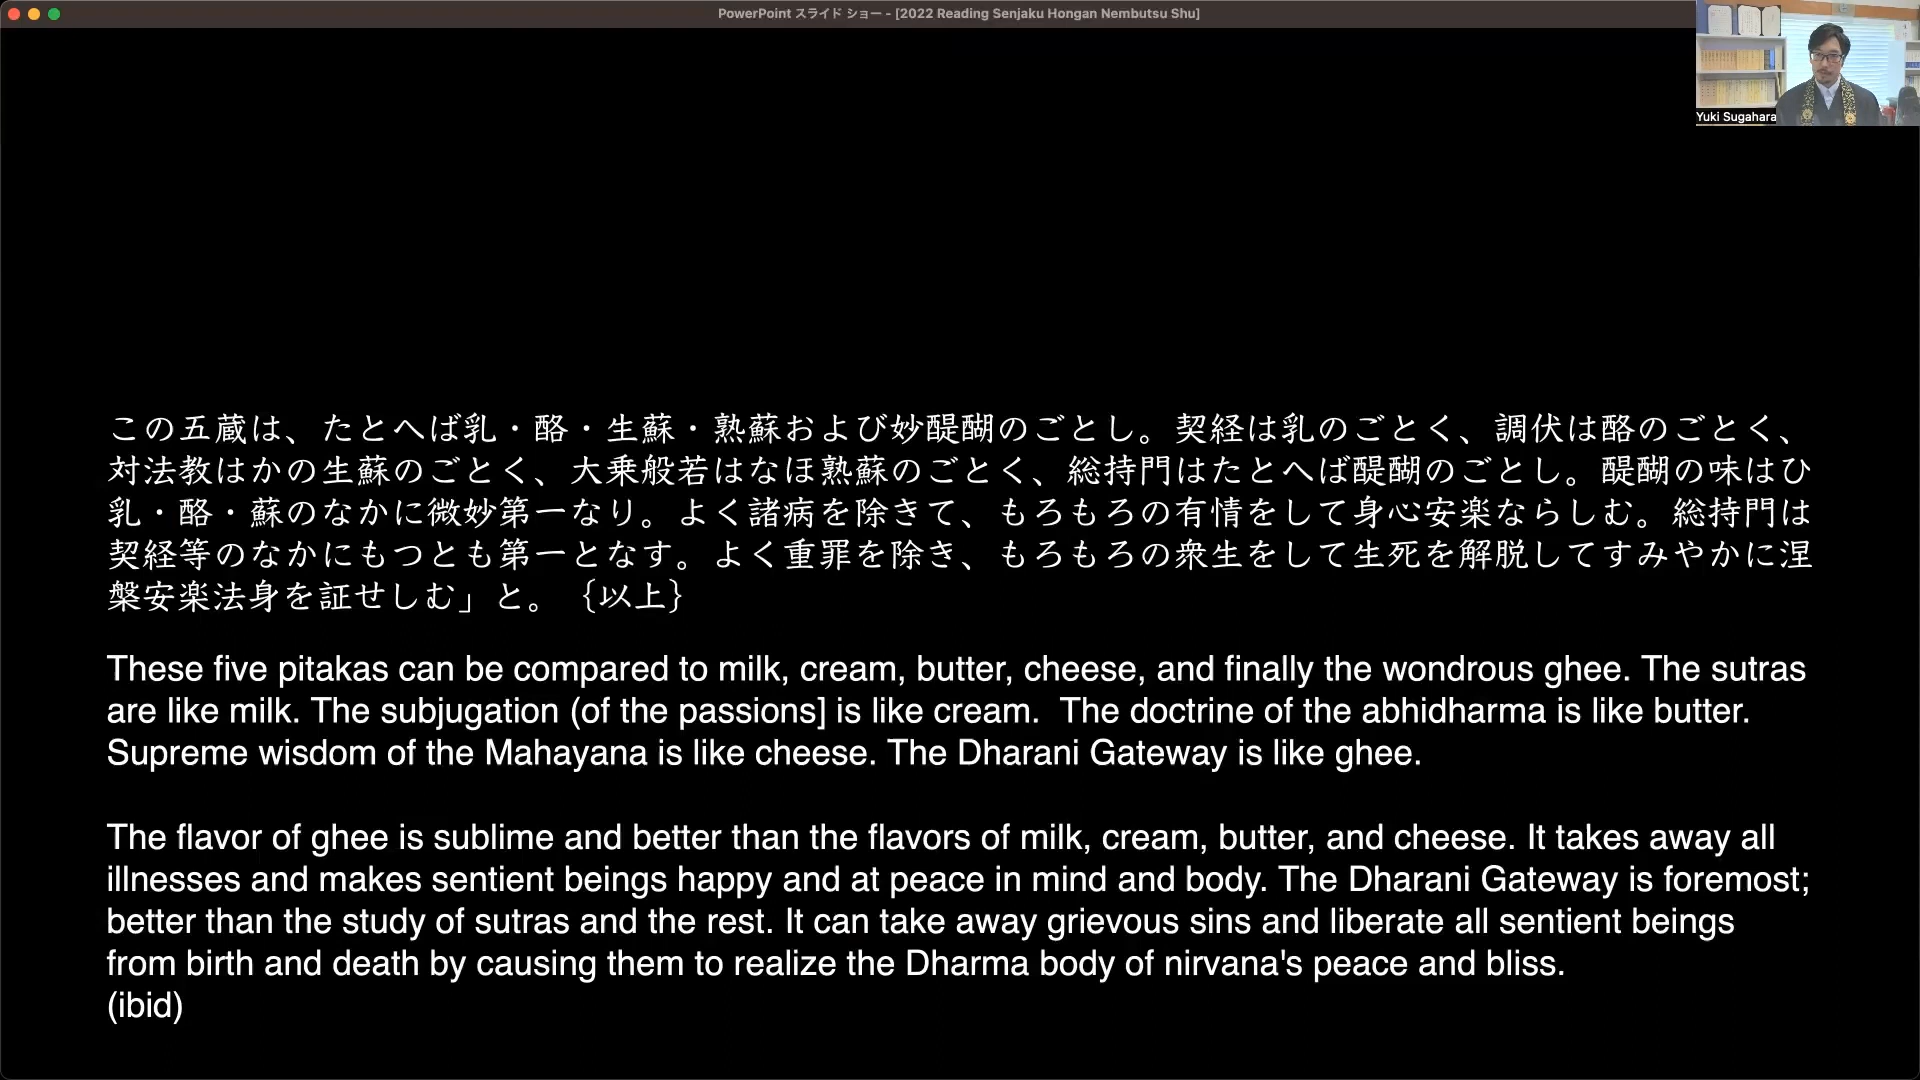 PowerPoint スライド ショー - [2022 Reading Senjaku Hongan Nembutsu Shu]
Yuki Sugahara
この五蔵は、たとへば乳・酪・生蘇・熟蘇および妙醍醐のごとし。契経は乳のごとく、調伏は酪のごとく、
対法教はかの生蘇のごとく、大乗般若はなほ熟蘇のごとく、総持門はたとへば醍醐のごとし。醍醐の味はひ
乳・酪・蘇のなかに微妙第一なり。よく諸病を除きて、もろもろの有情をして身心安楽ならしむ。総持門は
契経等のなかにもつとも第一となす。よく重罪を除き、もろもろの衆生をして生死を解脱してすみやかに涅
槃安楽法身を証せしむ」と。｛以上｝
These five pitakas can be compared to milk, cream, butter, cheese, and finally the wondrous ghee. The sutras
are like milk. The subjugation (of the passions] is like cream.  The doctrine of the abhidharma is like butter.
Supreme wisdom of the Mahayana is like cheese. The Dharani Gateway is like ghee.
The flavor of ghee is sublime and better than the flavors of milk, cream, butter, and cheese. It takes away all
illnesses and makes sentient beings happy and at peace in mind and body. The Dharani Gateway is foremost;
better than the study of sutras and the rest. It can take away grievous sins and liberate all sentient beings
from birth and death by causing them to realize the Dharma body of nirvana's peace and bliss.
(ibid)